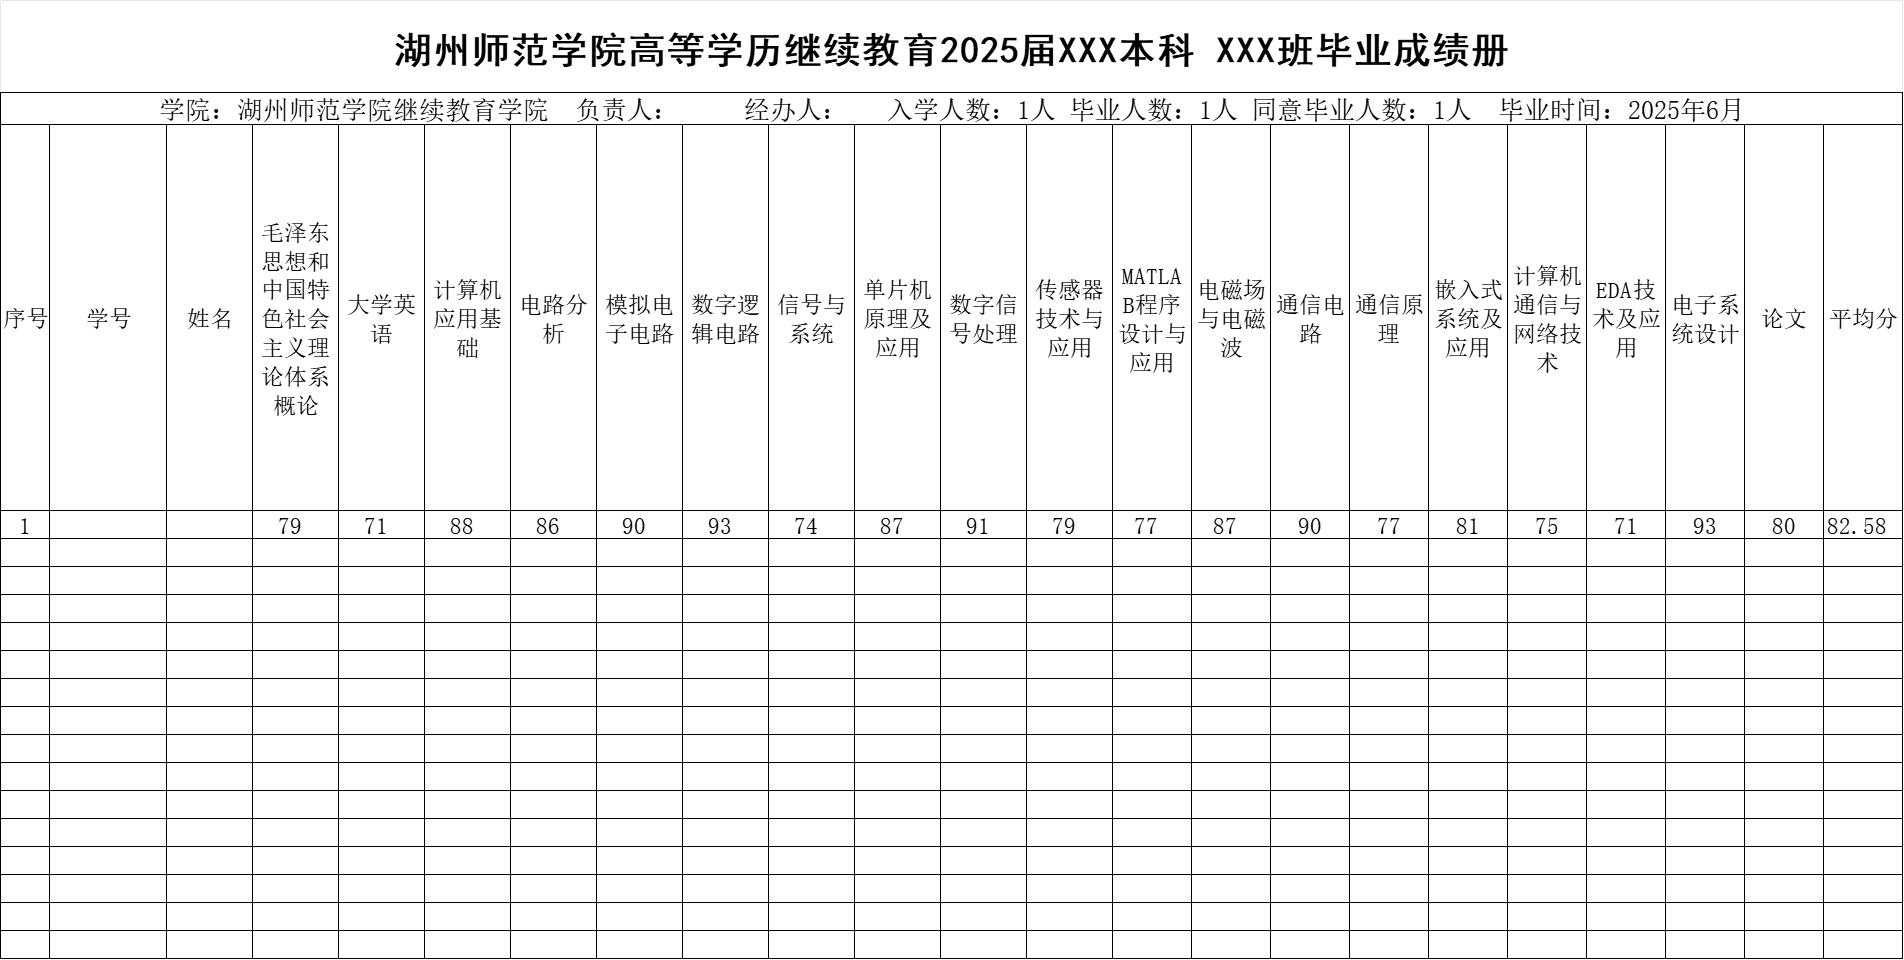 湖州师范学院高等学历继续教育2025届XXX本科 XXX班毕业成绩册
学院：湖州师范学院继续教育学院 负责人： 经办人： 入学人数：1人 毕业人数：1人 同意毕业人数：1人 毕业时间：2025年6月
序号
学号
姓名
毛泽东
思想和
中国特
色社会
主义理
论体系
概论
大学英
语
计算机
应用基
础
电路分
析
模拟电
子电路
数字逻
辑电路
信号与
系统
单片机
原理及
应用
数字信
号处理
传感器
技术与
应用
MATLA
B程序
设计与
应用
电磁场
与电磁
波
通信电
路
通信原
理
嵌入式
系统及
应用
计算机
通信与
网络技
术
EDA技
术及应
用
电子系
统设计
论文
平均分
1 79 71 88 86 90 93 74 87 91 79 77 87 90 77 81 75 71 93 80 82.58